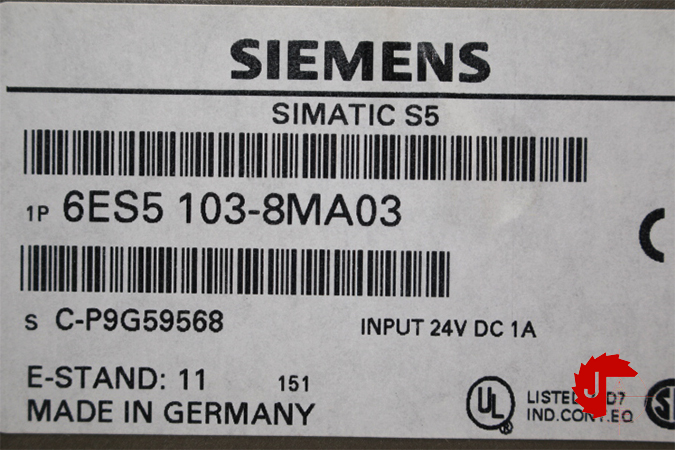 SIEMENS
SIMATIC S5
1P 6ES5 103-8MA03
S C-P9G59568
INPUT 24V DC 1A
E-STAND: 11 151
MADE IN GERMANY
UL
LISTED
IND.CONT.EQ
J